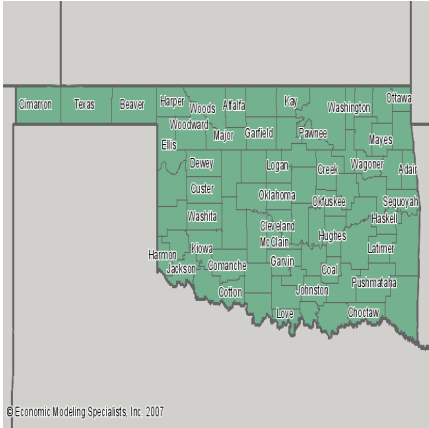 Ottawa
Cimarron Texas Beaver Harper Woods Alfalfa Kay Washington
Woodward Major Garfield Pawnee Mayes
Ellis
Dewey Logan Creek Wagoner Adair
Custer Oklahoma Okfuskee Sequoyah
Washita Cleveland Haskell
McClain Hughes
Harmon Kiowa Garvin Latimer
Jackson Comanche Coal
Cotton Johnston Pushmataha
Love Choctaw
© Economic Modeling Specialists, Inc. 2007